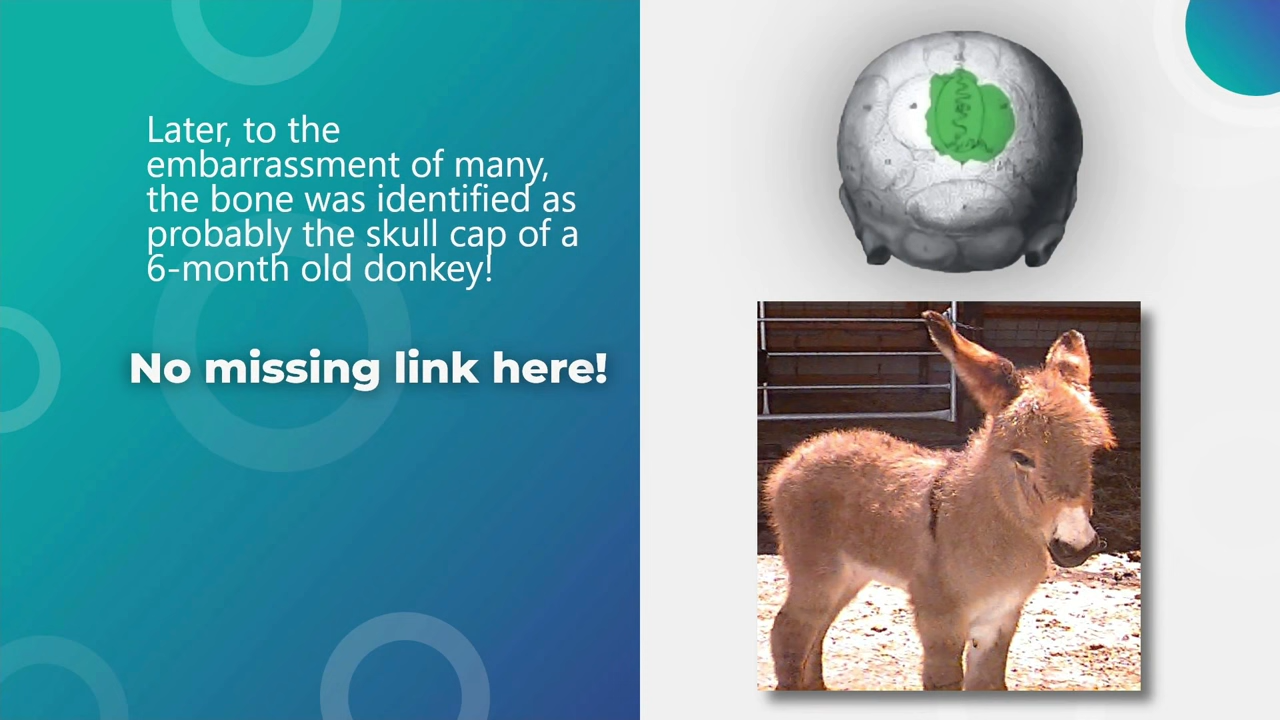 Later, to the
embarrassment of many,
the bone was identified as
probably the skull cap of a
6-month old donkey!
No missing link here!